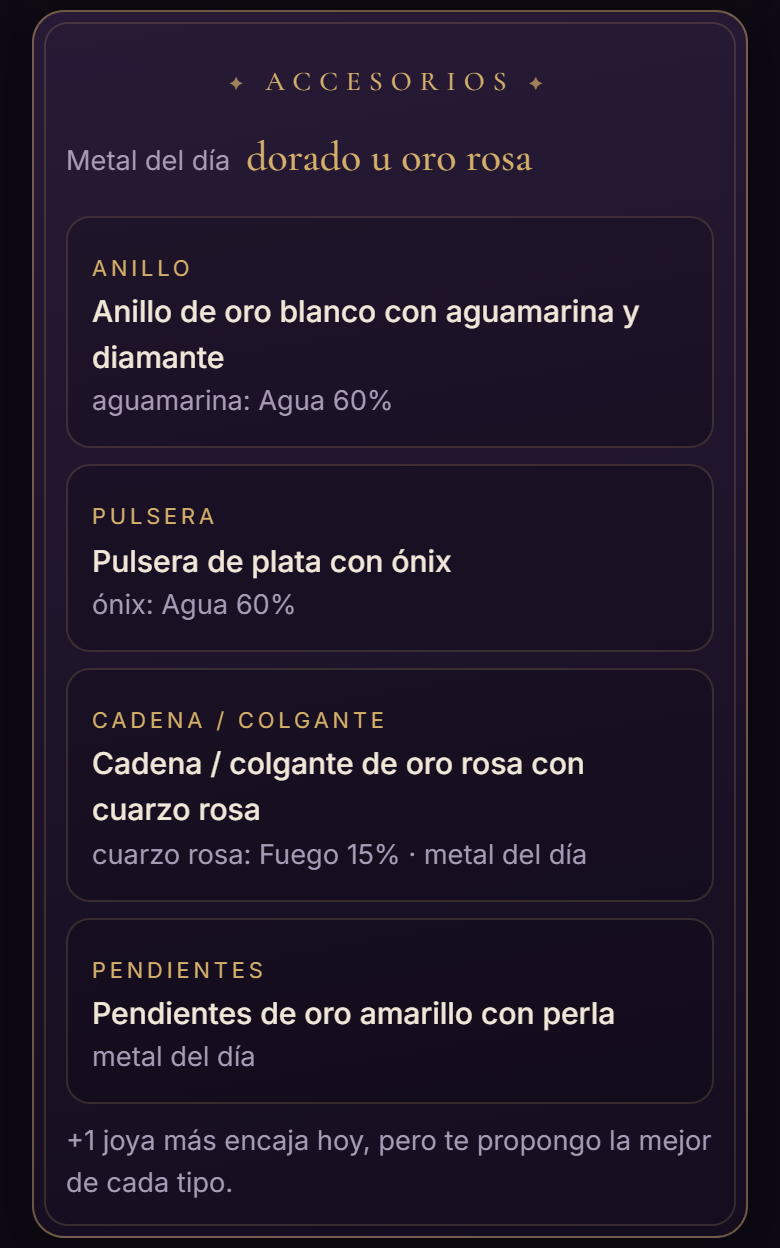 ✦ ACCESORIOS ✦
Metal del día dorado u oro rosa
ANILLO
Anillo de oro blanco con aguamarina y
diamante
aguamarina: Agua 60%
PULSERA
Pulsera de plata con ónix
ónix: Agua 60%
CADENA / COLGANTE
Cadena / colgante de oro rosa con
cuarzo rosa
cuarzo rosa: Fuego 15% · metal del día
PENDIENTES
Pendientes de oro amarillo con perla
metal del día
+1 joya más encaja hoy, pero te propongo la mejor
de cada tipo.